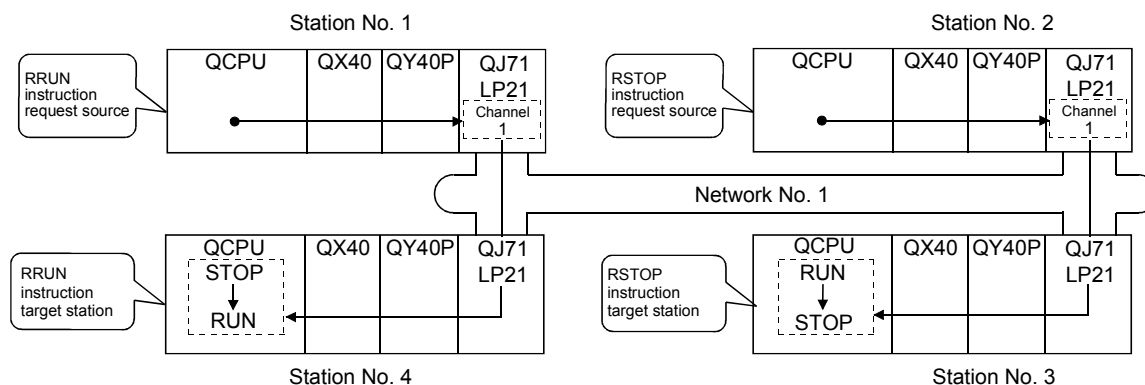 Station No. 1
RRUN
instruction
request source
QCPU
QX40
QY40P
QJ71
LP21
Channel
1
Station No. 2
RSTOP
instruction
request source
QCPU
QX40
QY40P
QJ71
LP21
Channel
1
Network No. 1
RRUN
instruction
target station
QCPU
STOP
RUN
QX40
QY40P
QJ71
LP21
Station No. 4
RSTOP
instruction
target station
QCPU
RUN
STOP
QX40
QY40P
QJ71
LP21
Station No. 3